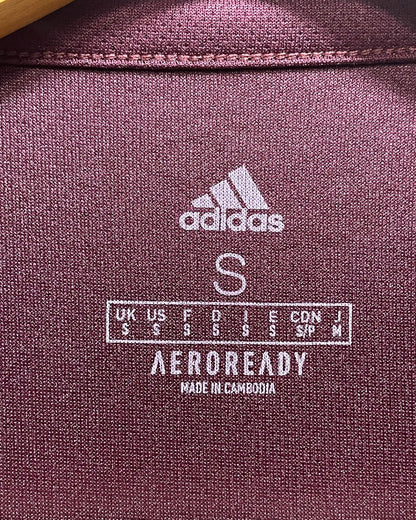 adidas
S
UK US F D I E CDN J
S S S S S S S/P M
AEROREADY
MADE IN CAMBODIA